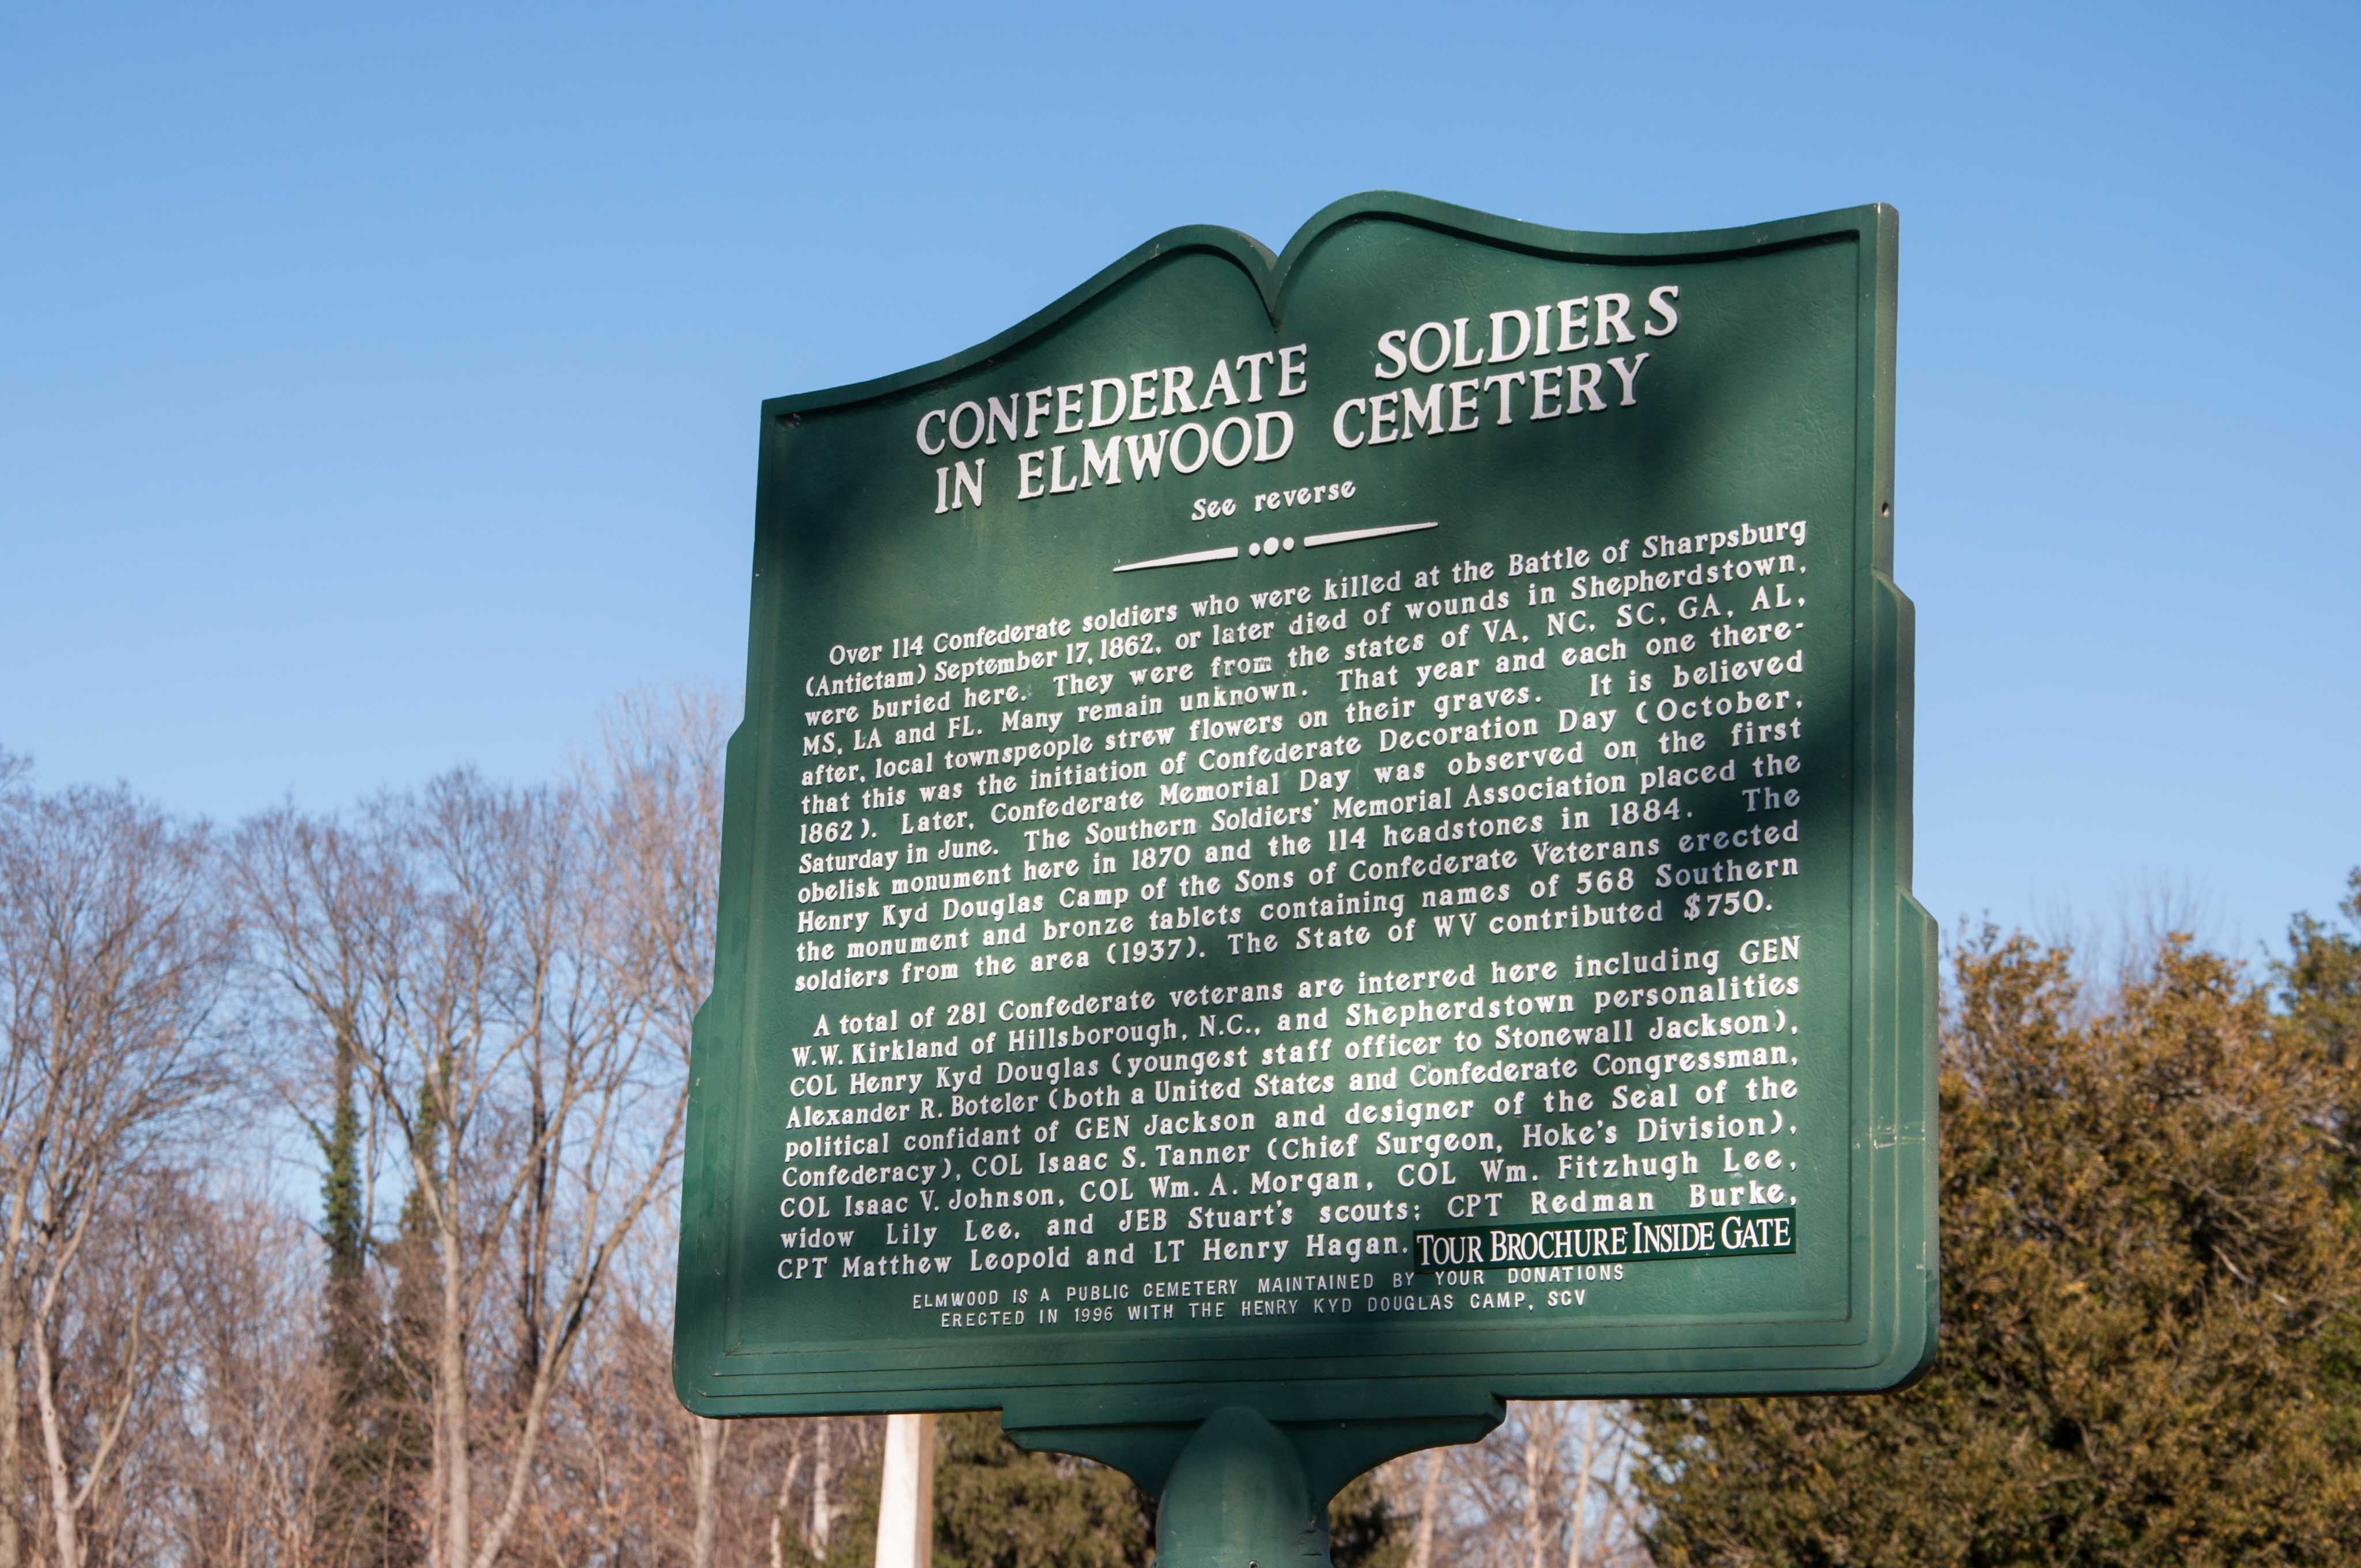 CONFEDERATE SOLDIERS
IN ELMWOOD CEMETERY
See reverse
Over 114 Confederate soldiers who were killed at the Battle of Sharpsburg
(Antietam) September 17, 1862, or later died of wounds in Shepherdstown,
were buried here. They were from the states of VA, NC, SC, GA, AL,
MS, LA and FL. Many remain unknown. That year and each one there-
after, local townspeople strew flowers on their graves. It is believed
that this was the initiation of Confederate Decoration Day (October,
1862). Later, Confederate Memorial Day was observed on the first
Saturday in June. The Southern Soldiers' Memorial Association placed the
obelisk monument here in 1870 and the 114 headstones in 1884. The
Henry Kyd Douglas Camp of the Sons of Confederate Veterans erected
the monument and bronze tablets containing names of 568 Southern
soldiers from the area (1937). The State of WV contributed $750.
A total of 281 Confederate veterans are interred here including GEN
W.W. Kirkland of Hillsborough, N.C., and Shepherdstown personalities
COL Henry Kyd Douglas (youngest staff officer to Stonewall Jackson),
Alexander R. Boteler (both a United States and Confederate Congressman,
political confidant of GEN Jackson and designer of the Seal of the
Confederacy), COL Isaac S. Tanner (Chief Surgeon, Hoke's Division),
COL Isaac V. Johnson, COL Wm. A. Morgan, COL Wm. Fitzhugh Lee,
widow Lily Lee, and JEB Stuart's scouts; CPT Redman Burke,
CPT Matthew Leopold and LT Henry Hagan. TOUR BROCHURE INSIDE GATE
ELMWOOD IS A PUBLIC CEMETERY MAINTAINED BY YOUR DONATIONS
ERECTED IN 1996 WITH THE HENRY KYD DOUGLAS CAMP, SCV